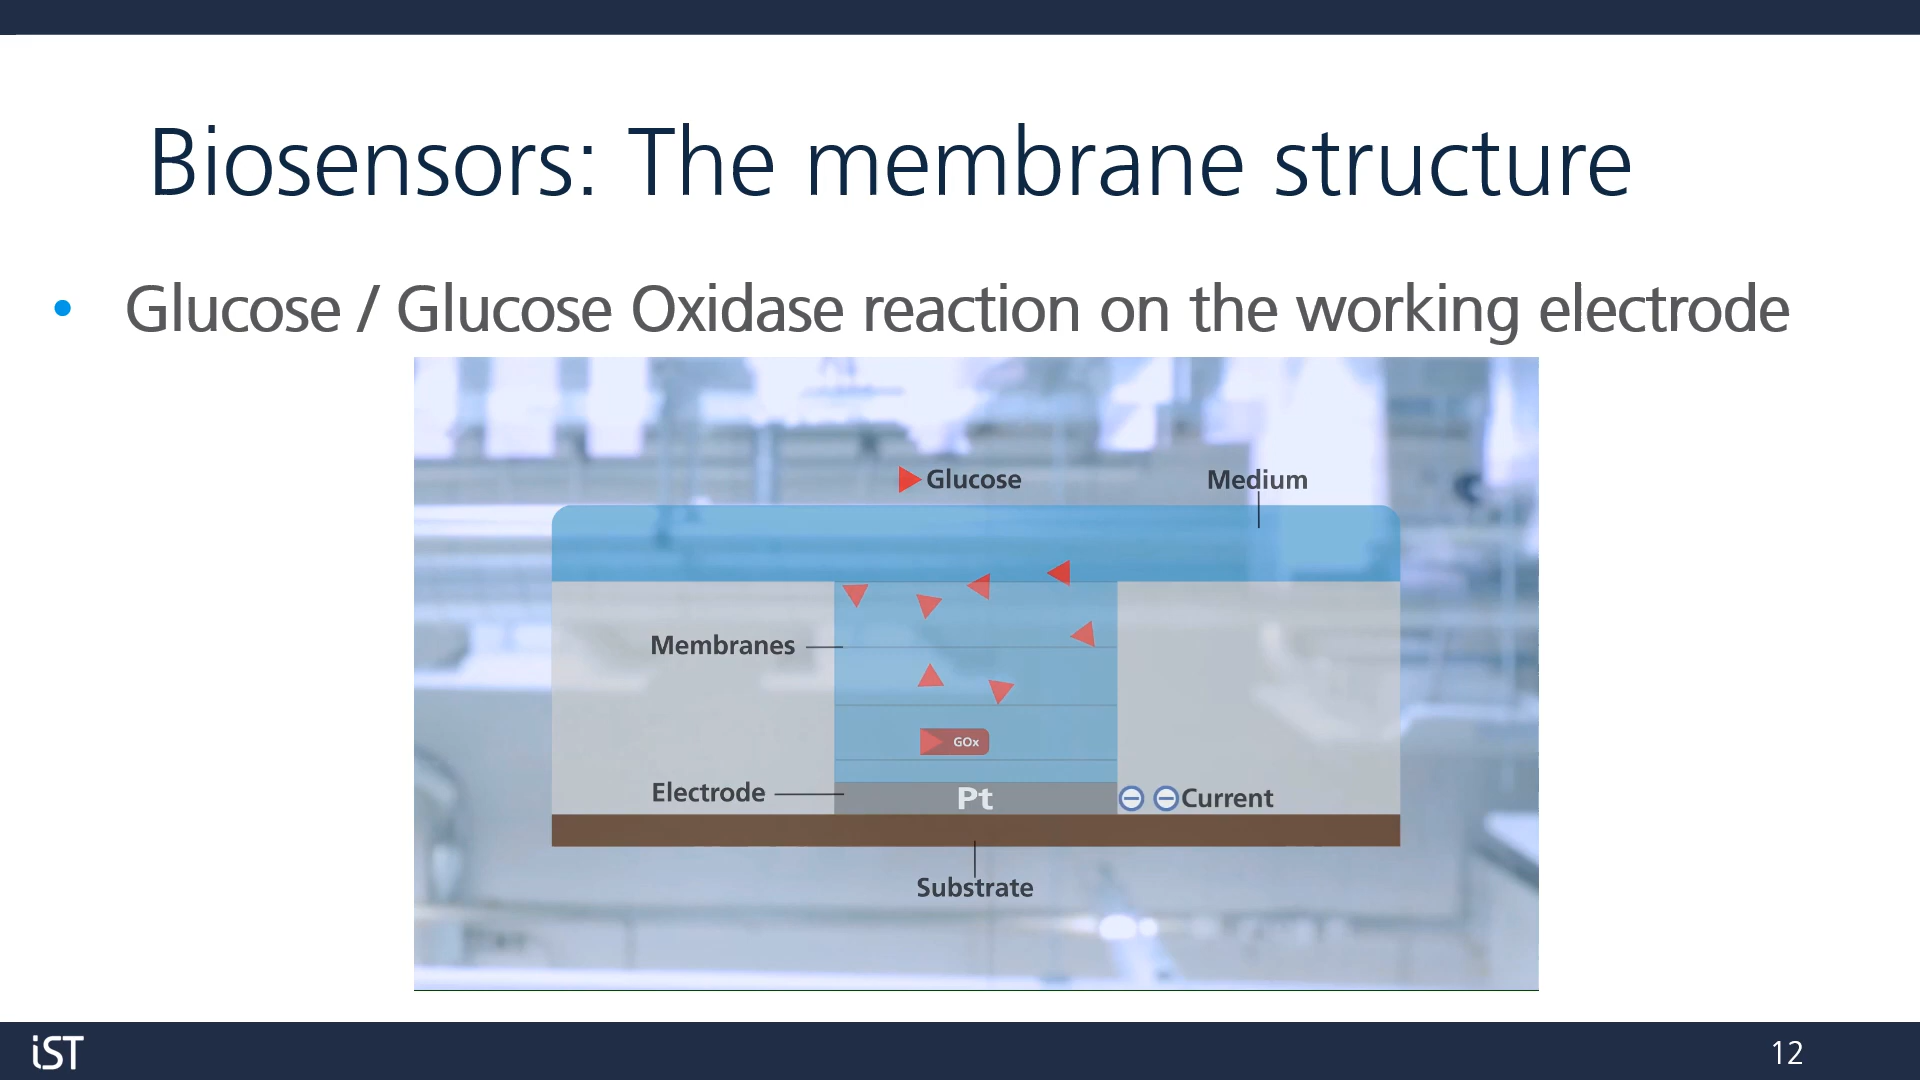 Biosensors: The membrane structure
• Glucose / Glucose Oxidase reaction on the working electrode
Glucose
Medium
Membranes
GOx
Electrode
Pt
Current
Substrate
iST
12